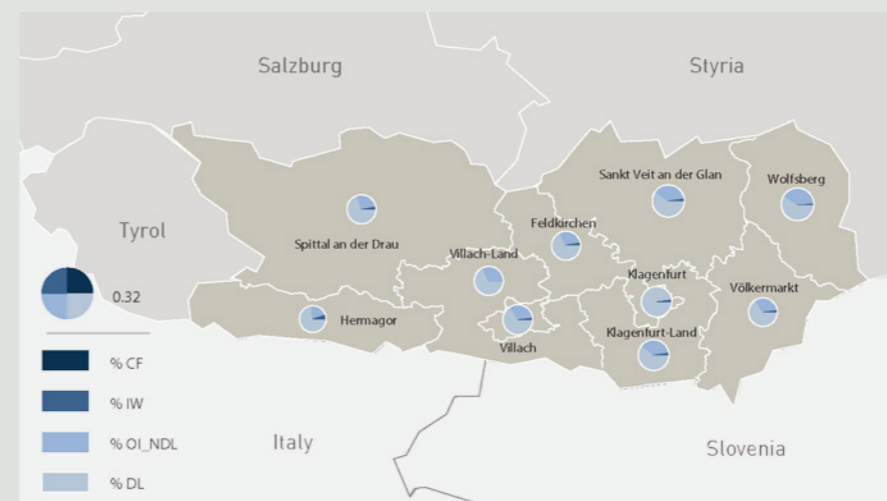 Salzburg
Styria
Sankt Veit an der Glan
Wolfsberg
Feldkirchen
Tyrol
Spittal an der Drau
Villach-Land
Klagenfurt
Völkermarkt
0.32
Hermagor
Villach
Klagenfurt-Land
% CF
% IW
% OI_NDL
Italy
Slovenia
% DL